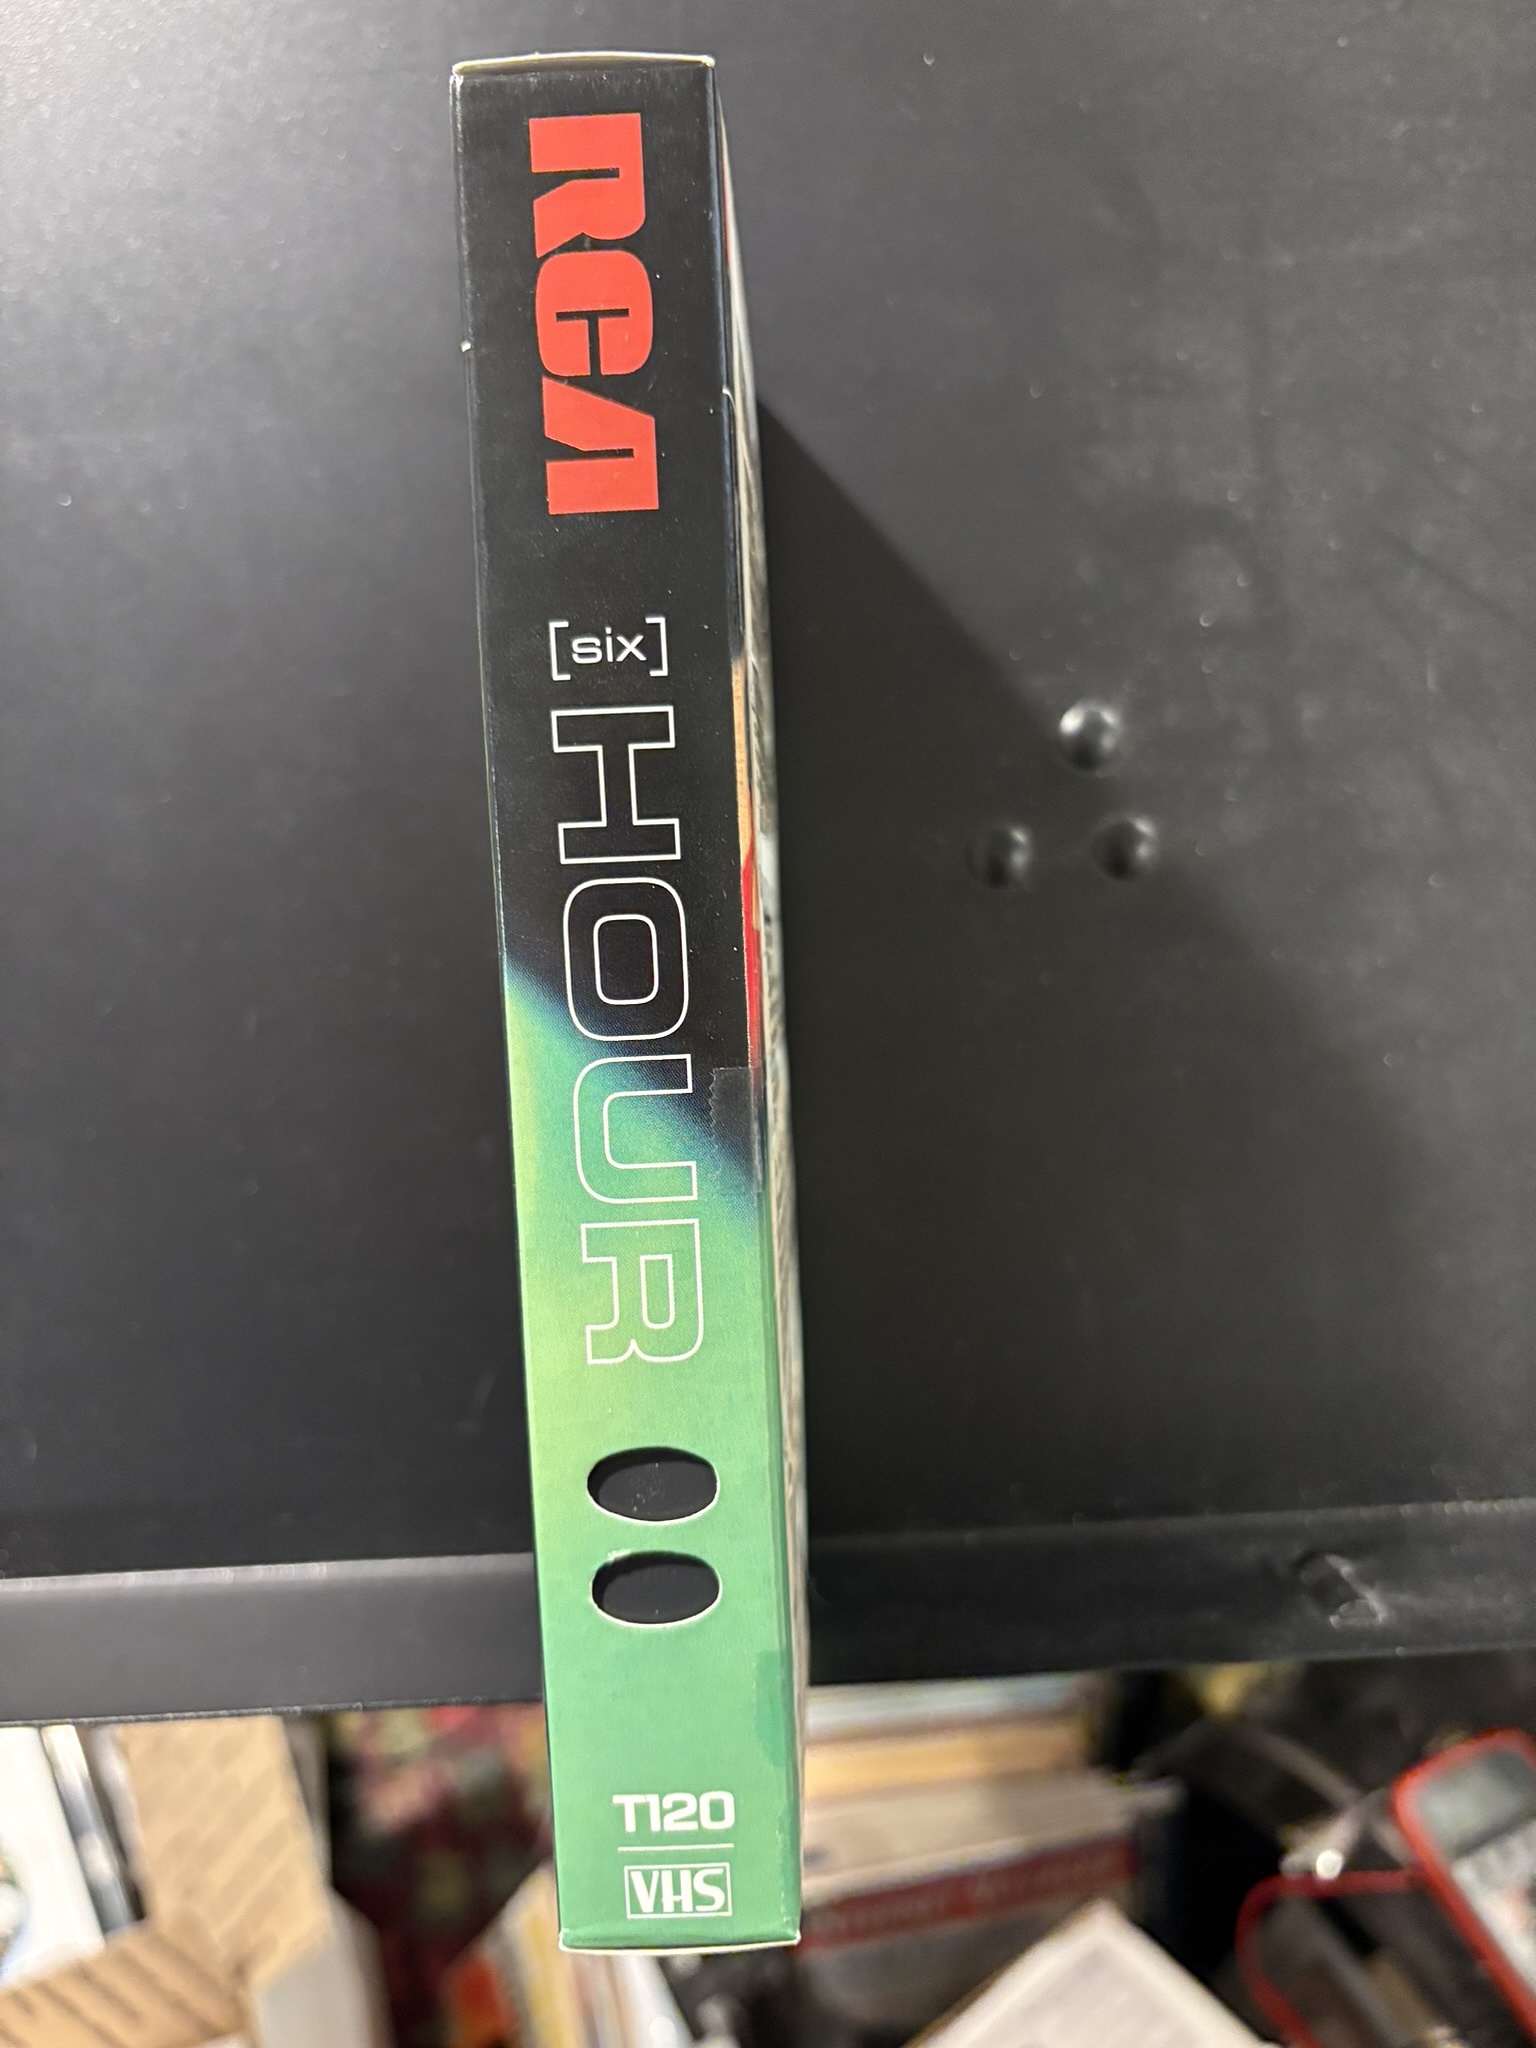 RCA
[six]
HOUR
T120
VHS